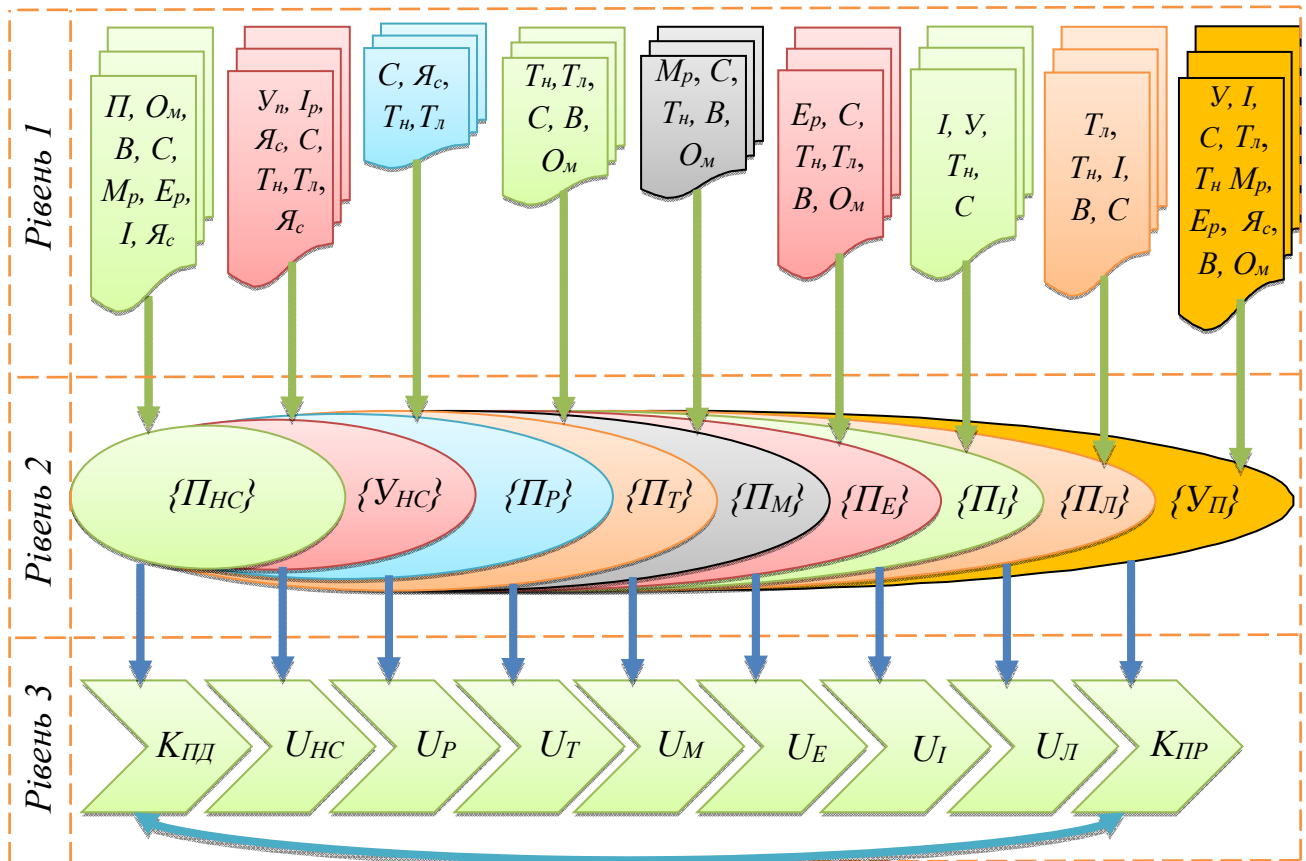 Рівень 1
П, Ом,
В, С,
Мр, Ер,
І, Яс
Уп, Ір,
Яс, С,
Тн,Тл,
Яс
С, Яс,
Тн,Тл
Тн,Тл,
С, В,
Ом
Мр, С,
Тн, В,
Ом
Ер, С,
Тн,Тл,
В, Ом
І, У,
Тн,
С
Тл,
Тн, І,
В, С
У, І,
С, Тл,
Тн Мр,
Ер, Яс,
В, Ом
Рівень 2
{ПНС} {УНС} {ПР} {ПТ} {ПМ} {ПЕ} {ПІ} {ПЛ} {УП}
Рівень 3
КПД UНС UР UТ UМ UЕ UІ UЛ КПР